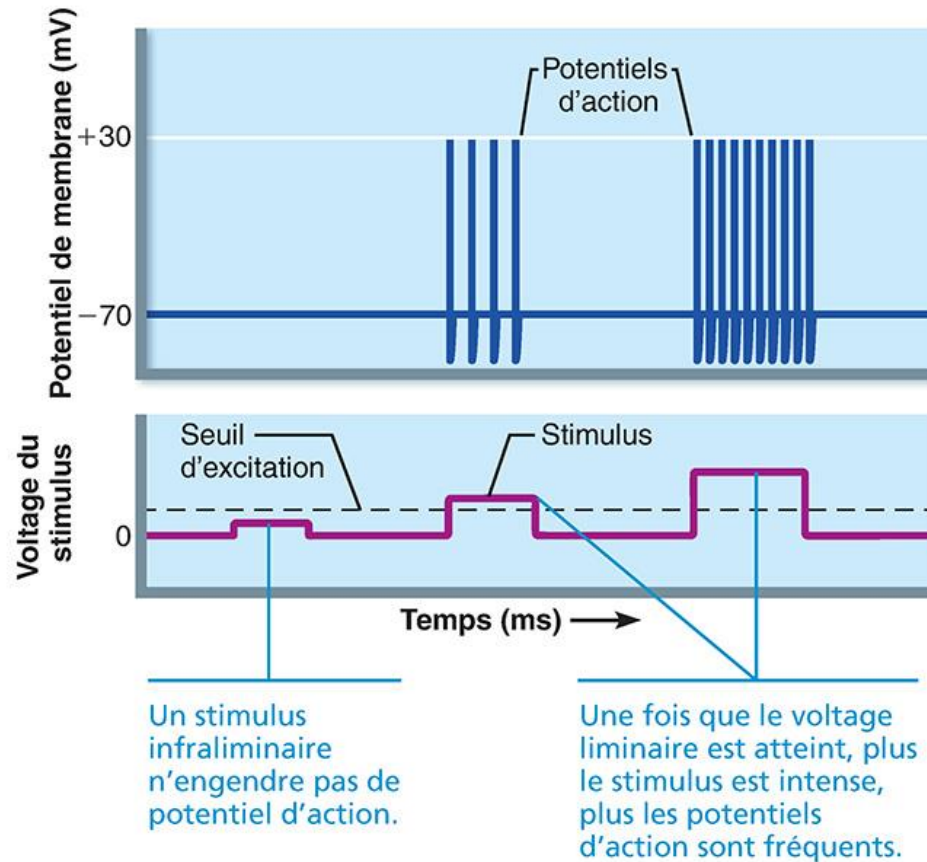 Potentiel de membrane (mV)
+30
−70
Potentiels
d'action
Voltage du
stimulus
0
Seuil
d'excitation
Stimulus
Temps (ms)
Un stimulus
infraliminaire
n'engendre pas de
potentiel d'action.
Une fois que le voltage
liminaire est atteint, plus
le stimulus est intense,
plus les potentiels
d'action sont fréquents.